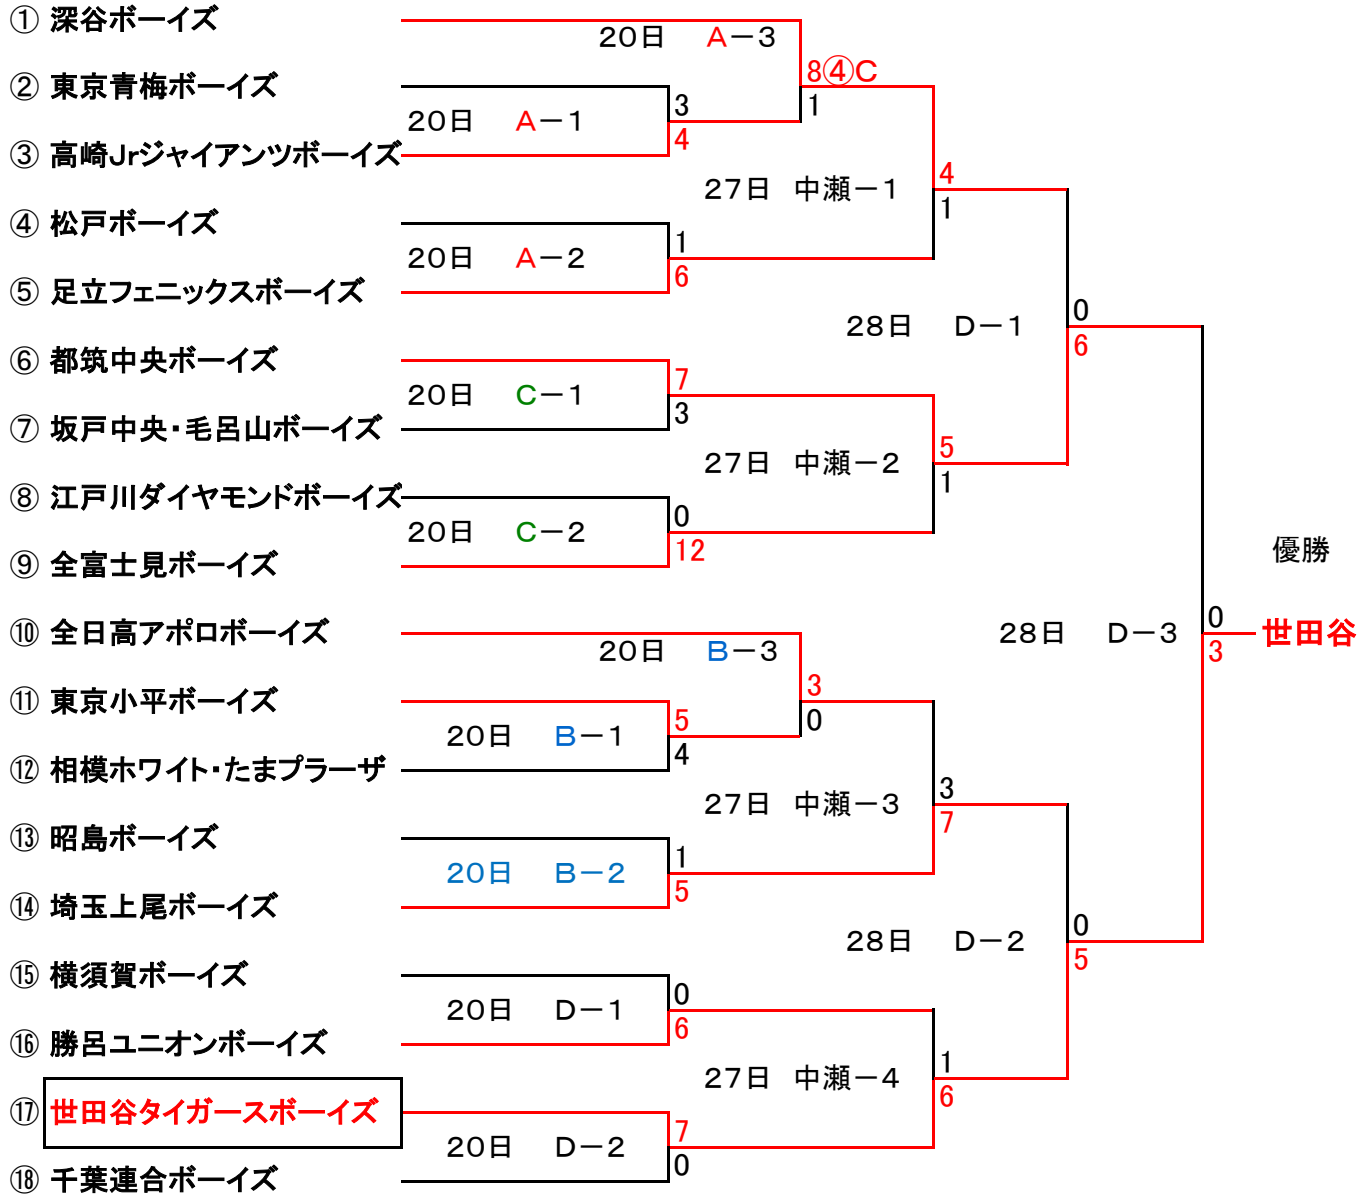 ① 深谷ボーイズ
20日 A－3
8④C
② 東京青梅ボーイズ
3
1
20日 A－1
4
③ 高崎Jrジャイアンツボーイズ
27日 中瀬－1
4
1
④ 松戸ボーイズ
1
20日 A－2
6
⑤ 足立フェニックスボーイズ
28日 D－1
0
6
⑥ 都筑中央ボーイズ
7
20日 C－1
3
⑦ 坂戸中央・毛呂山ボーイズ
27日 中瀬－2
5
1
⑧ 江戸川ダイヤモンドボーイズ
0
20日 C－2
12
⑨ 全富士見ボーイズ
優勝
⑩ 全日高アポロボーイズ
20日 B－3
28日 D－3
0
3
世田谷
3
0
⑪ 東京小平ボーイズ
5
20日 B－1
4
⑫ 相模ホワイト・たまプラーザ
27日 中瀬－3
3
7
⑬ 昭島ボーイズ
1
20日 B－2
5
⑭ 埼玉上尾ボーイズ
28日 D－2
0
5
⑮ 横須賀ボーイズ
0
20日 D－1
6
⑯ 勝呂ユニオンボーイズ
27日 中瀬－4
1
6
⑰ 世田谷タイガースボーイズ
7
20日 D－2
0
⑱ 千葉連合ボーイズ